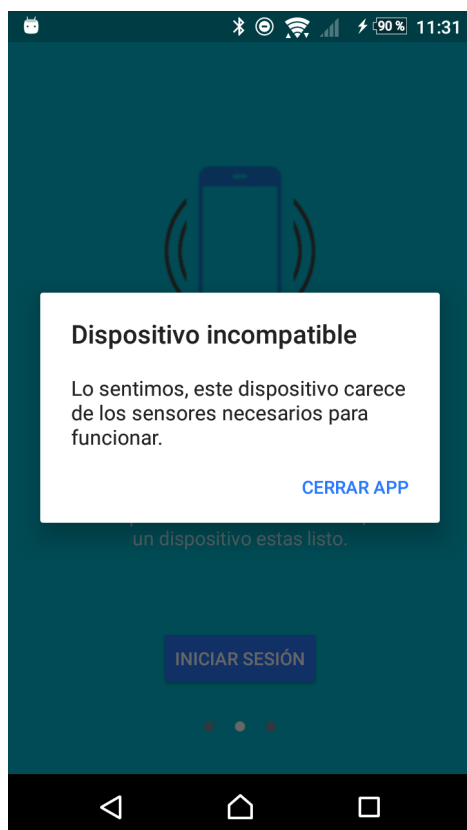 90 % 11:31
Dispositivo incompatible
Lo sentimos, este dispositivo carece
de los sensores necesarios para
funcionar.
CERRAR APP
un dispositivo estas listo.
INICIAR SESIÓN